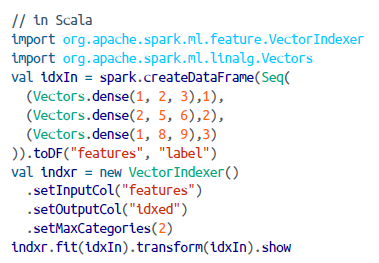 // in Scala
import org.apache.spark.ml.feature.VectorIndexer
import org.apache.spark.ml.linalg.Vectors
val idxIn = spark.createDataFrame(Seq(
  (Vectors.dense(1, 2, 3),1),
  (Vectors.dense(2, 5, 6),2),
  (Vectors.dense(1, 8, 9),3)
)).toDF("features", "label")
val indxr = new VectorIndexer()
  .setInputCol("features")
  .setOutputCol("idxed")
  .setMaxCategories(2)
indxr.fit(idxIn).transform(idxIn).show